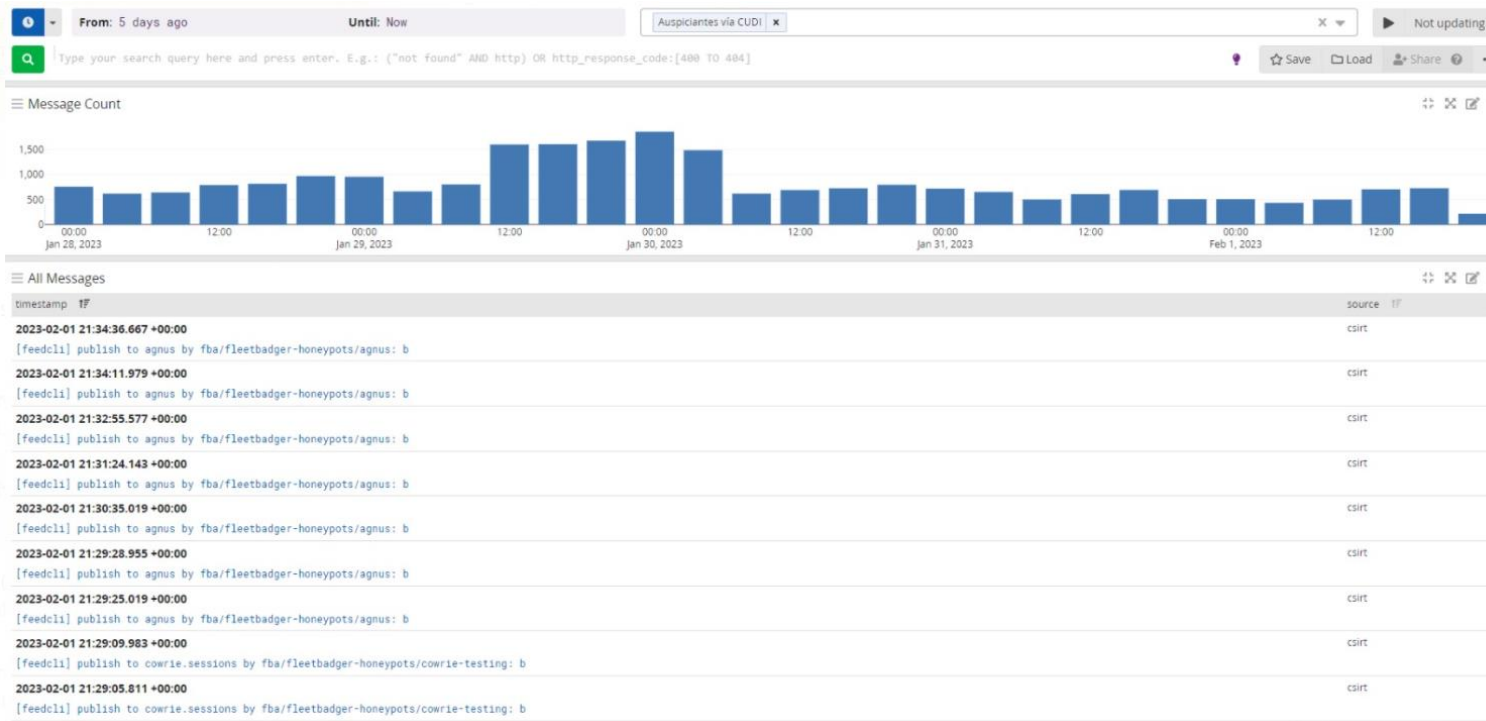 From: 5 days ago Until: Now Auspiciantes vía CUDI x Not updating
Type your search query here and press enter. E.g.: ("not found" AND http) OR http_response_code:[400 TO 404] Save Load Share
Message Count
1,500
1,000
500
0
00:00 12:00 00:00 12:00 00:00 12:00 00:00 12:00 00:00 12:00
Jan 28, 2023 Jan 29, 2023 Jan 30, 2023 Jan 31, 2023 Feb 1, 2023
All Messages
timestamp source
2023-02-01 21:34:36.667 +00:00 csirt
[feedcli] publish to agnus by fba/fleetbadger-honeypots/agnus: b
2023-02-01 21:34:11.979 +00:00 csirt
[feedcli] publish to agnus by fba/fleetbadger-honeypots/agnus: b
2023-02-01 21:32:55.577 +00:00 csirt
[feedcli] publish to agnus by fba/fleetbadger-honeypots/agnus: b
2023-02-01 21:31:24.143 +00:00 csirt
[feedcli] publish to agnus by fba/fleetbadger-honeypots/agnus: b
2023-02-01 21:30:35.019 +00:00 csirt
[feedcli] publish to agnus by fba/fleetbadger-honeypots/agnus: b
2023-02-01 21:29:28.955 +00:00 csirt
[feedcli] publish to agnus by fba/fleetbadger-honeypots/agnus: b
2023-02-01 21:29:25.019 +00:00 csirt
[feedcli] publish to agnus by fba/fleetbadger-honeypots/agnus: b
2023-02-01 21:29:09.983 +00:00 csirt
[feedcli] publish to cowrie.sessions by fba/fleetbadger-honeypots/cowrie-testing: b
2023-02-01 21:29:05.811 +00:00 csirt
[feedcli] publish to cowrie.sessions by fba/fleetbadger-honeypots/cowrie-testing: b